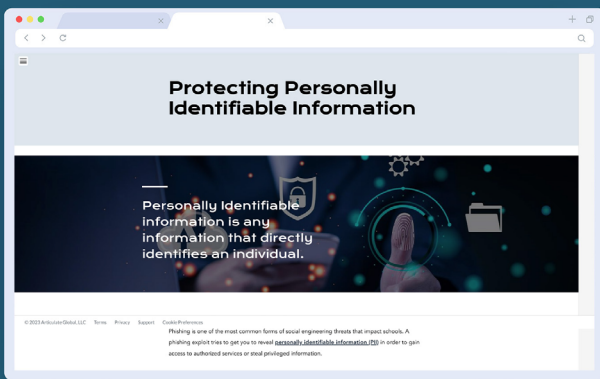 Protecting Personally
Identifiable Information
Personally Identifiable
information is any
information that directly
identifies an individual.
© 2023 Articulate Global, LLC Terms Privacy Support Cookie Preferences
Phishing is one of the most common forms of social engineering threats that impact schools. A
phishing exploit tries to get you to reveal personally identifiable information (PII) in order to gain
access to authorized services or steal privileged information.